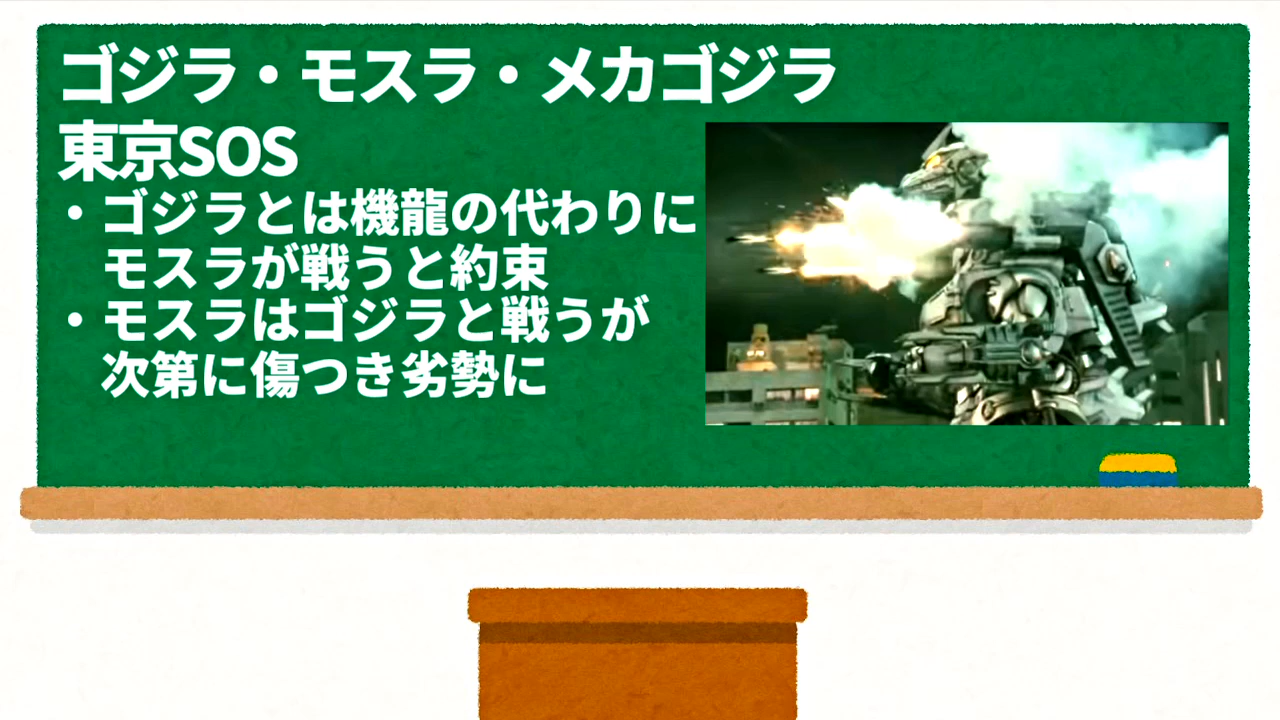 ゴジラ・モスラ・メカゴジラ
東京SOS
・ゴジラとは機龍の代わりに
モスラが戦うと約束
・モスラはゴジラと戦うが
次第に傷つき劣勢に